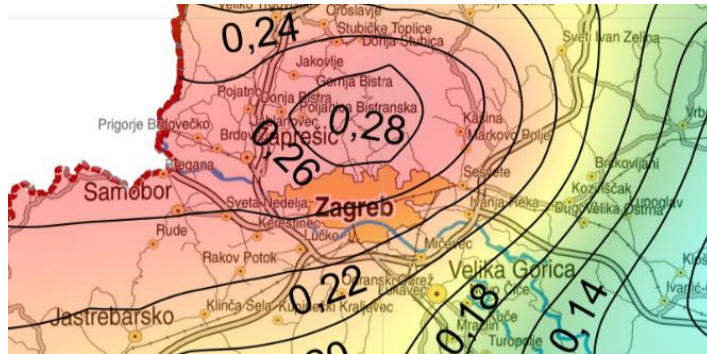 0,24
Oroslavje
Stubičke Toplice
Donja Stubica
Sveti Ivan Zelina
Jakovlje
Gornja Bistra
Pojatno
Donja Bistra
Poljanica Bistranska
Kašina
Prigorje Brdovečko
Jablanovec
0,28
Markovo Polje
Zaprešić
0,26
Brckovljani
Samobor
Sesvete
Kozinščak
Sveta Nedelja
Zagreb
Ivanja Reka
Dugo
Velika Ostrna
Lupoglav
Rude
Kerestinec
Lučko
Mičevec
Rakov Potok
Velika Gorica
0,22
Klinča Sela
Kupinečki Kraljevec
Lukavec
0,18
0,14
Jastrebarsko
Kuče
Mraclin
Turopolje